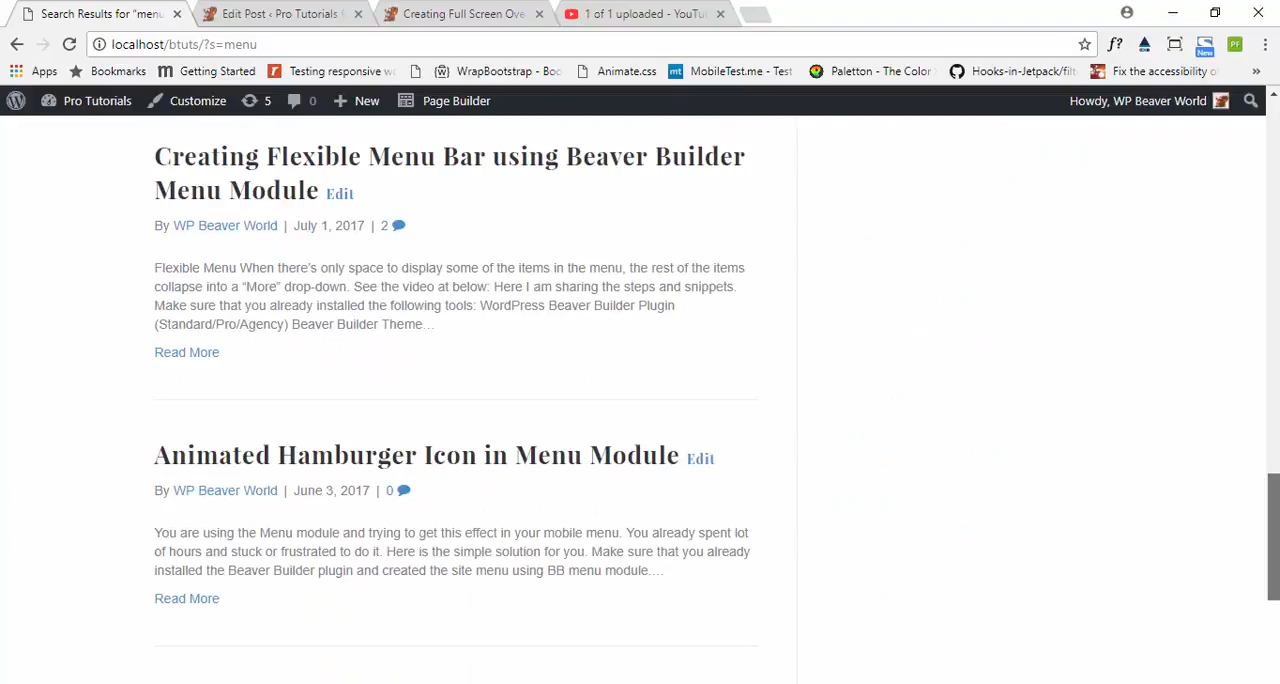 Search Results for "menu
Edit Post ‹ Pro Tutorials
Creating Full Screen Ove
1 of 1 uploaded - YouTu
localhost/btuts/?s=menu
f?
New
PF
Apps
Bookmarks
Getting Started
Testing responsive w
WrapBootstrap - Boo
Animate.css
mt
MobileTest.me - Test
Paletton - The Color
Hooks-in-Jetpack/filt
Fix the accessibility o
»
Pro Tutorials
Customize
5
0
New
Page Builder
Howdy, WP Beaver World
Creating Flexible Menu Bar using Beaver Builder
Menu Module Edit
By WP Beaver World | July 1, 2017 | 2
Flexible Menu When there's only space to display some of the items in the menu, the rest of the items
collapse into a “More” drop-down. See the video at below: Here I am sharing the steps and snippets.
Make sure that you already installed the following tools: WordPress Beaver Builder Plugin
(Standard/Pro/Agency) Beaver Builder Theme…
Read More
Animated Hamburger Icon in Menu Module Edit
By WP Beaver World | June 3, 2017 | 0
You are using the Menu module and trying to get this effect in your mobile menu. You already spent lot
of hours and stuck or frustrated to do it. Here is the simple solution for you. Make sure that you already
installed the Beaver Builder plugin and created the site menu using BB menu module.…
Read More